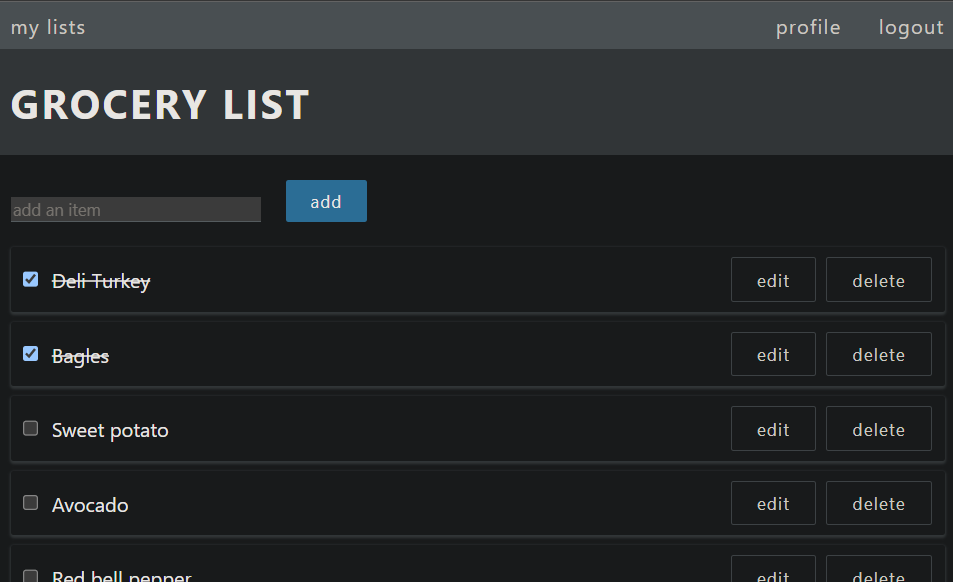 my lists profile logout
GROCERY LIST
add an item add
Deli Turkey edit delete
Bagles edit delete
Sweet potato edit delete
Avocado edit delete
Red bell pepper edit delete